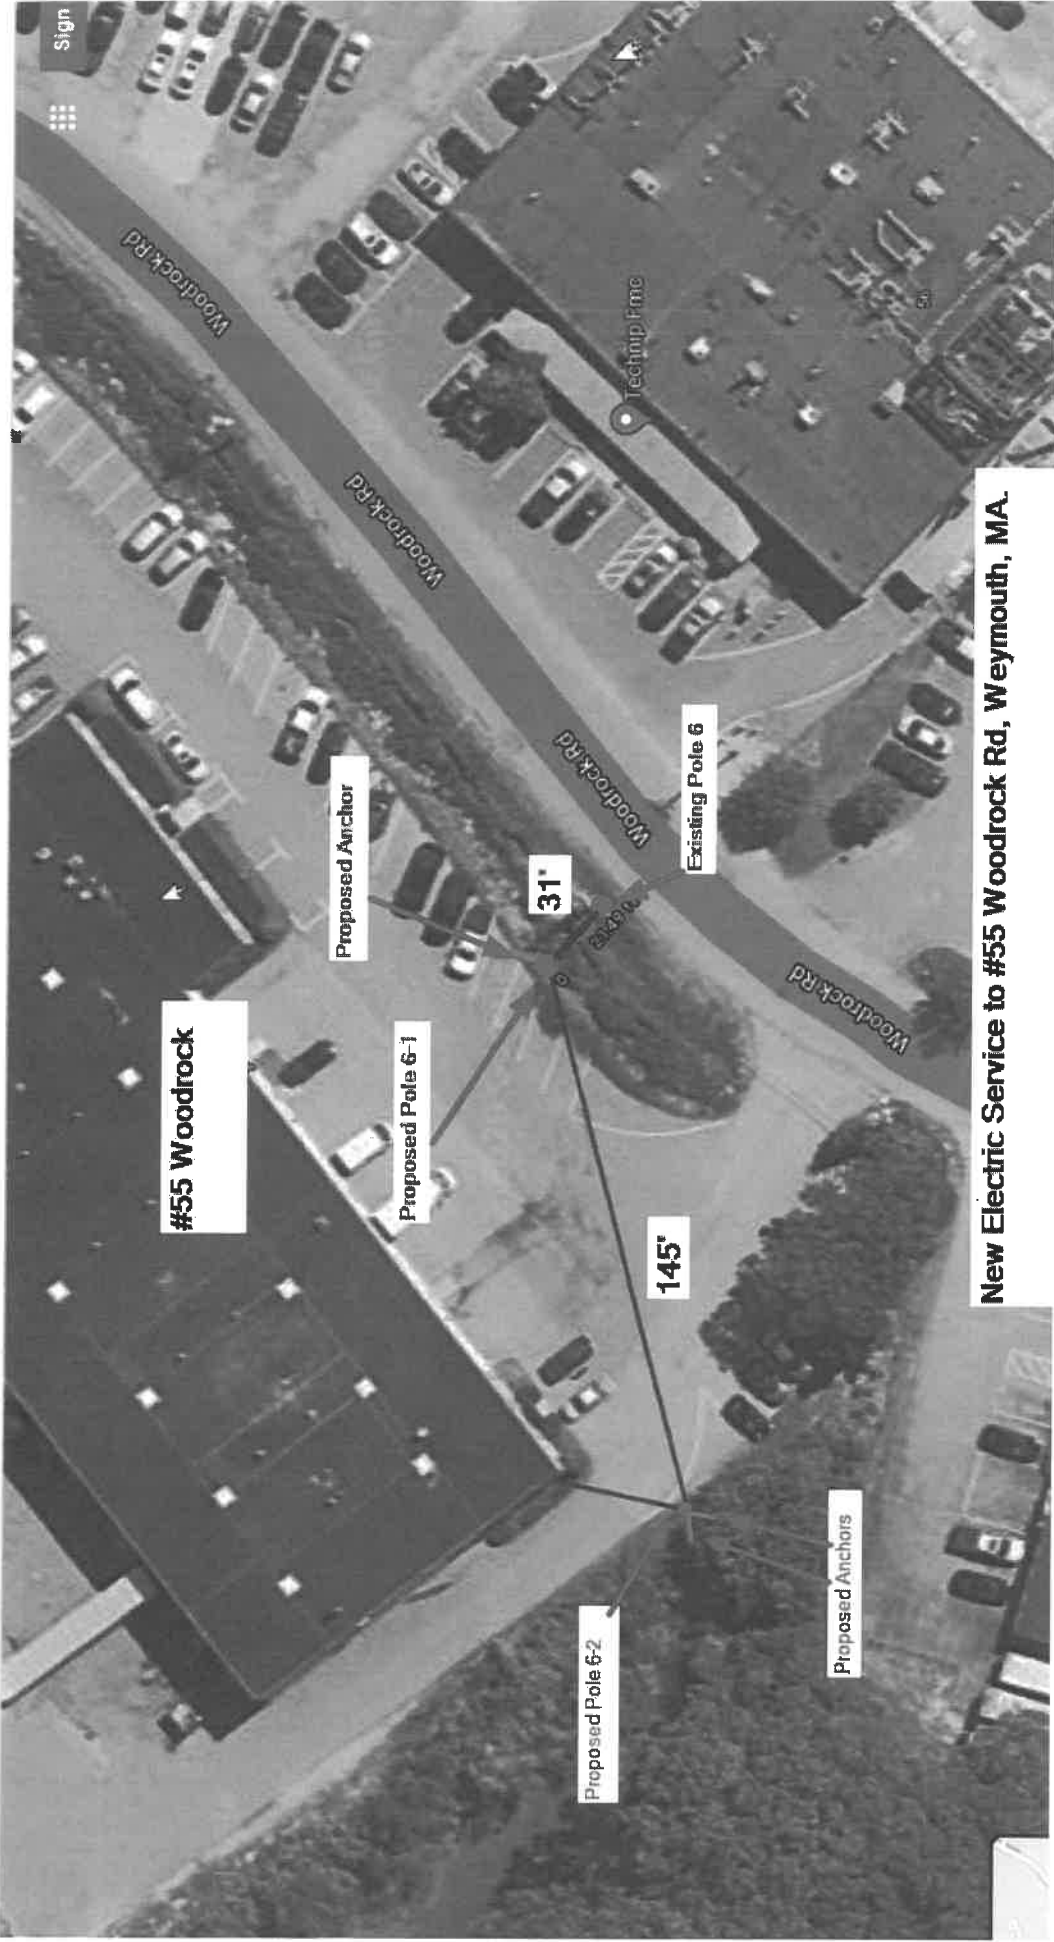 Sign
Woodrock Rd
Woodrock Rd
Technip Fmc
Woodrock Rd
Existing Pole 6
Proposed Anchor
31'
Woodrock Rd
#55 Woodrock
Proposed Pole 6-1
145'
Proposed Pole 6-2
Proposed Anchors
New Electric Service to #55 Woodrock Rd, Weymouth, MA.